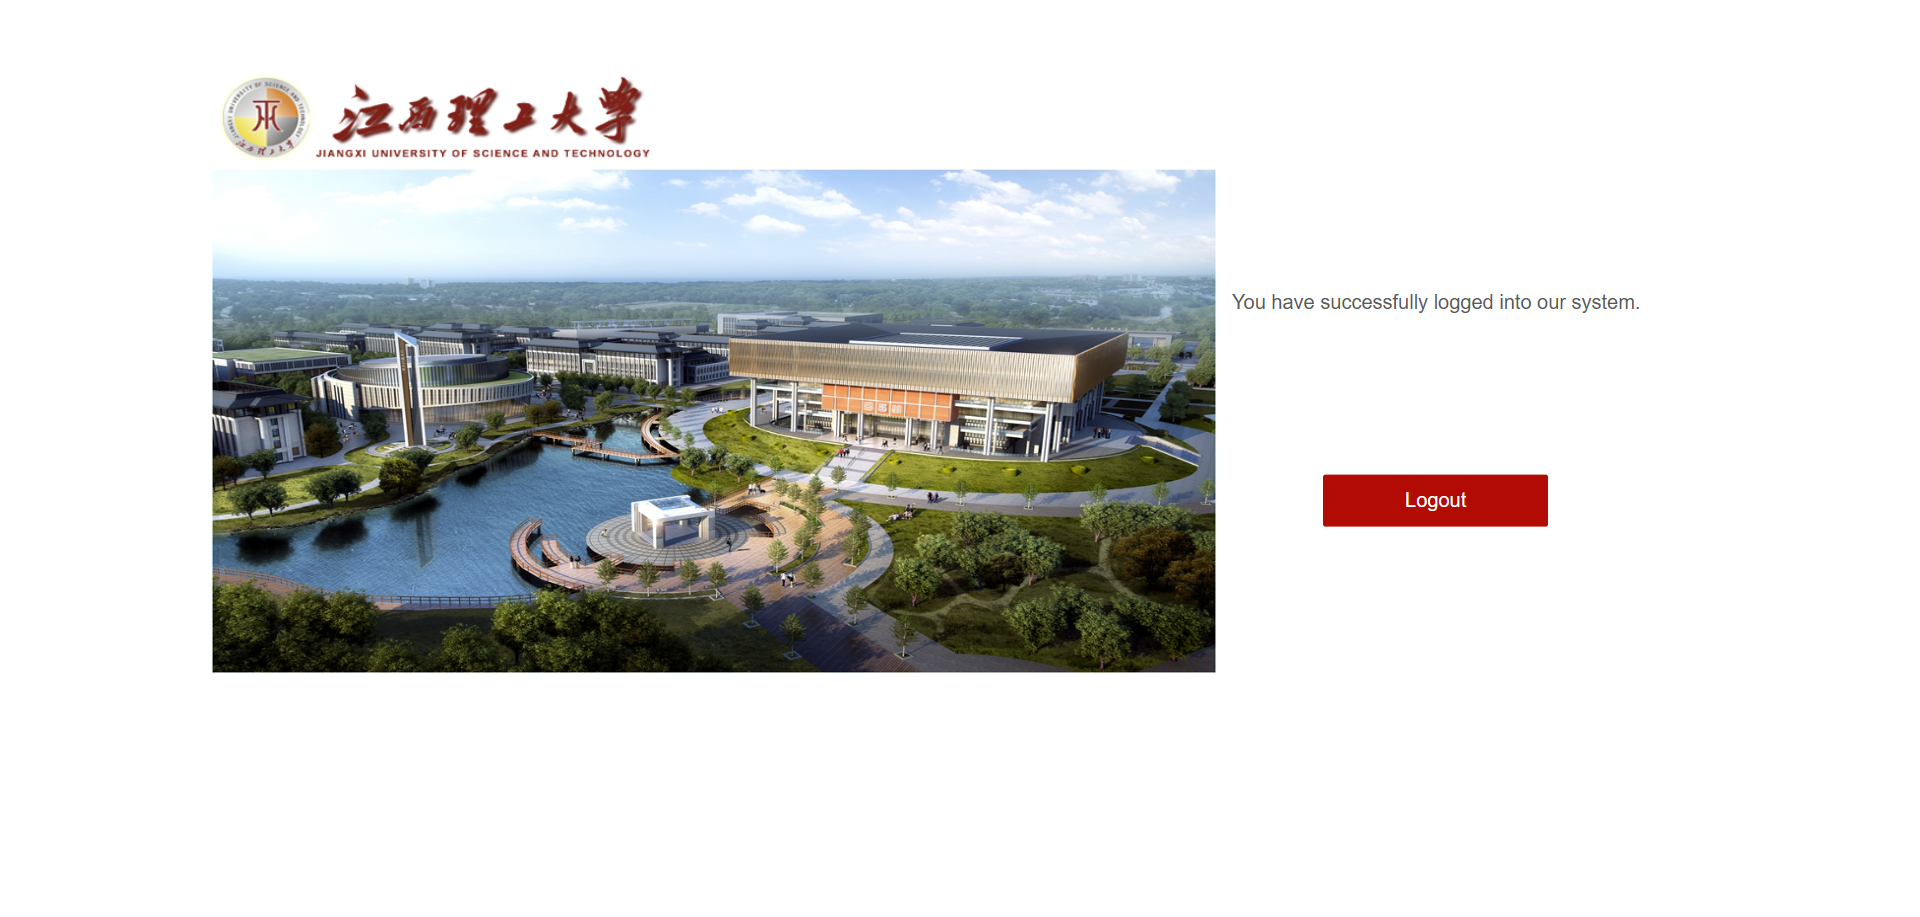 江西理工大学
JIANGXI UNIVERSITY OF SCIENCE AND TECHNOLOGY
You have successfully logged into our system.
Logout